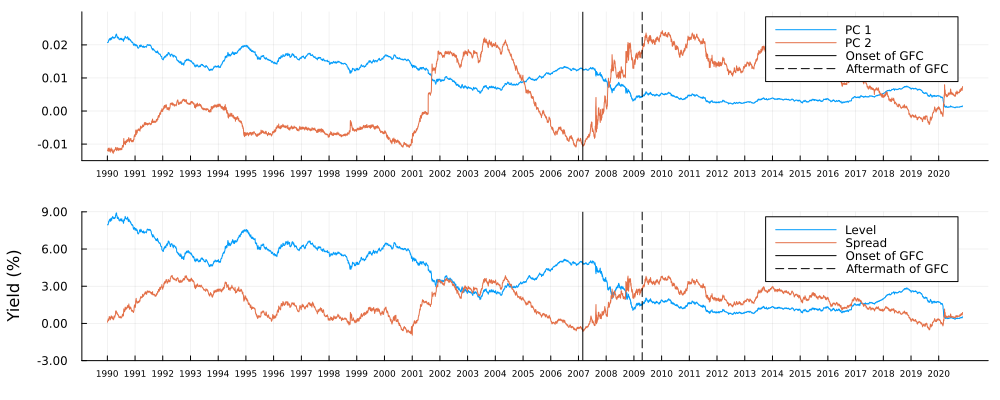 0.02
0.01
0.00
-0.01
1990 1991 1992 1993 1994 1995 1996 1997 1998 1999 2000 2001 2002 2003 2004 2005 2006 2007 2008 2009 2010 2011 2012 2013 2014 2015 2016 2017 2018 2019 2020
PC 1
PC 2
Onset of GFC
Aftermath of GFC
Yield (%)
9.00
6.00
3.00
0.00
-3.00
1990 1991 1992 1993 1994 1995 1996 1997 1998 1999 2000 2001 2002 2003 2004 2005 2006 2007 2008 2009 2010 2011 2012 2013 2014 2015 2016 2017 2018 2019 2020
Level
Spread
Onset of GFC
Aftermath of GFC